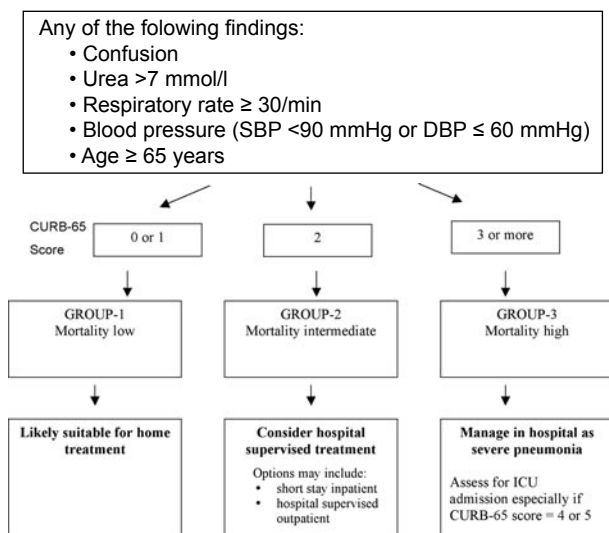 Any of the following findings:
• Confusion
• Urea >7 mmol/l
• Respiratory rate ≥ 30/min
• Blood pressure (SBP <90 mmHg or DBP ≤ 60 mmHg)
• Age ≥ 65 years
CURB-65
Score
0 or 1
2
3 or more
GROUP-1
Mortality low
GROUP-2
Mortality intermediate
GROUP-3
Mortality high
Likely suitable for home
treatment
Consider hospital
supervised treatment
Options may include:
• short stay inpatient
• hospital supervised
outpatient
Manage in hospital as
severe pneumonia
Assess for ICU
admission especially if
CURB-65 score = 4 or 5